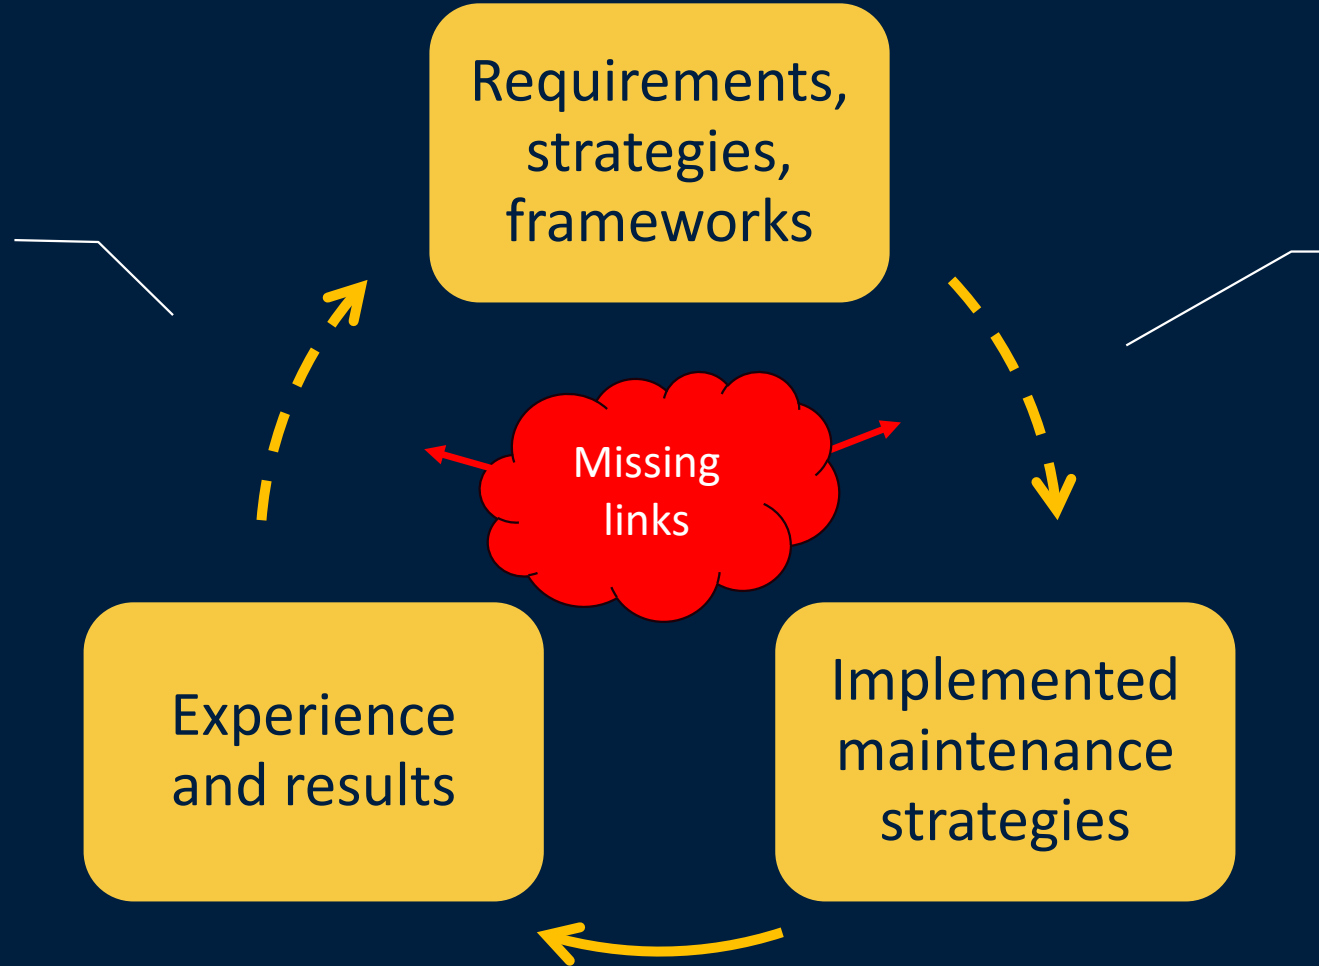 Requirements,
strategies,
frameworks
Missing
links
Experience
and results
Implemented
maintenance
strategies